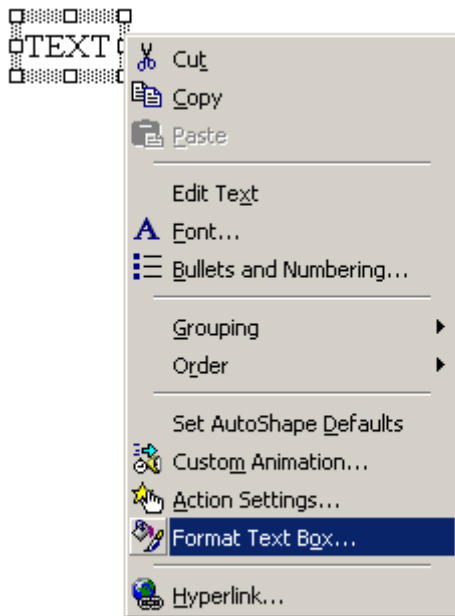 TEXT
Cut
Copy
Paste
Edit Text
Font...
Bullets and Numbering...
Grouping
Order
Set AutoShape Defaults
Custom Animation...
Action Settings...
Format Text Box...
Hyperlink...